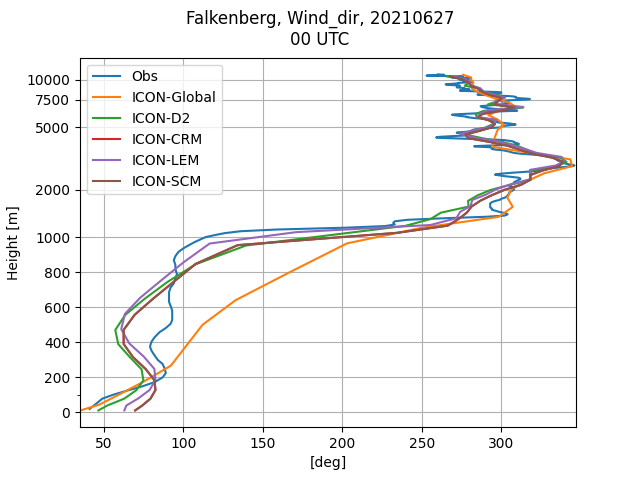 Falkenberg, Wind_dir, 20210627
00 UTC
Obs
ICON-Global
ICON-D2
ICON-CRM
ICON-LEM
ICON-SCM
Height [m]
10000
7500
5000
2000
1000
800
600
400
200
0
50 100 150 200 250 300
[deg]